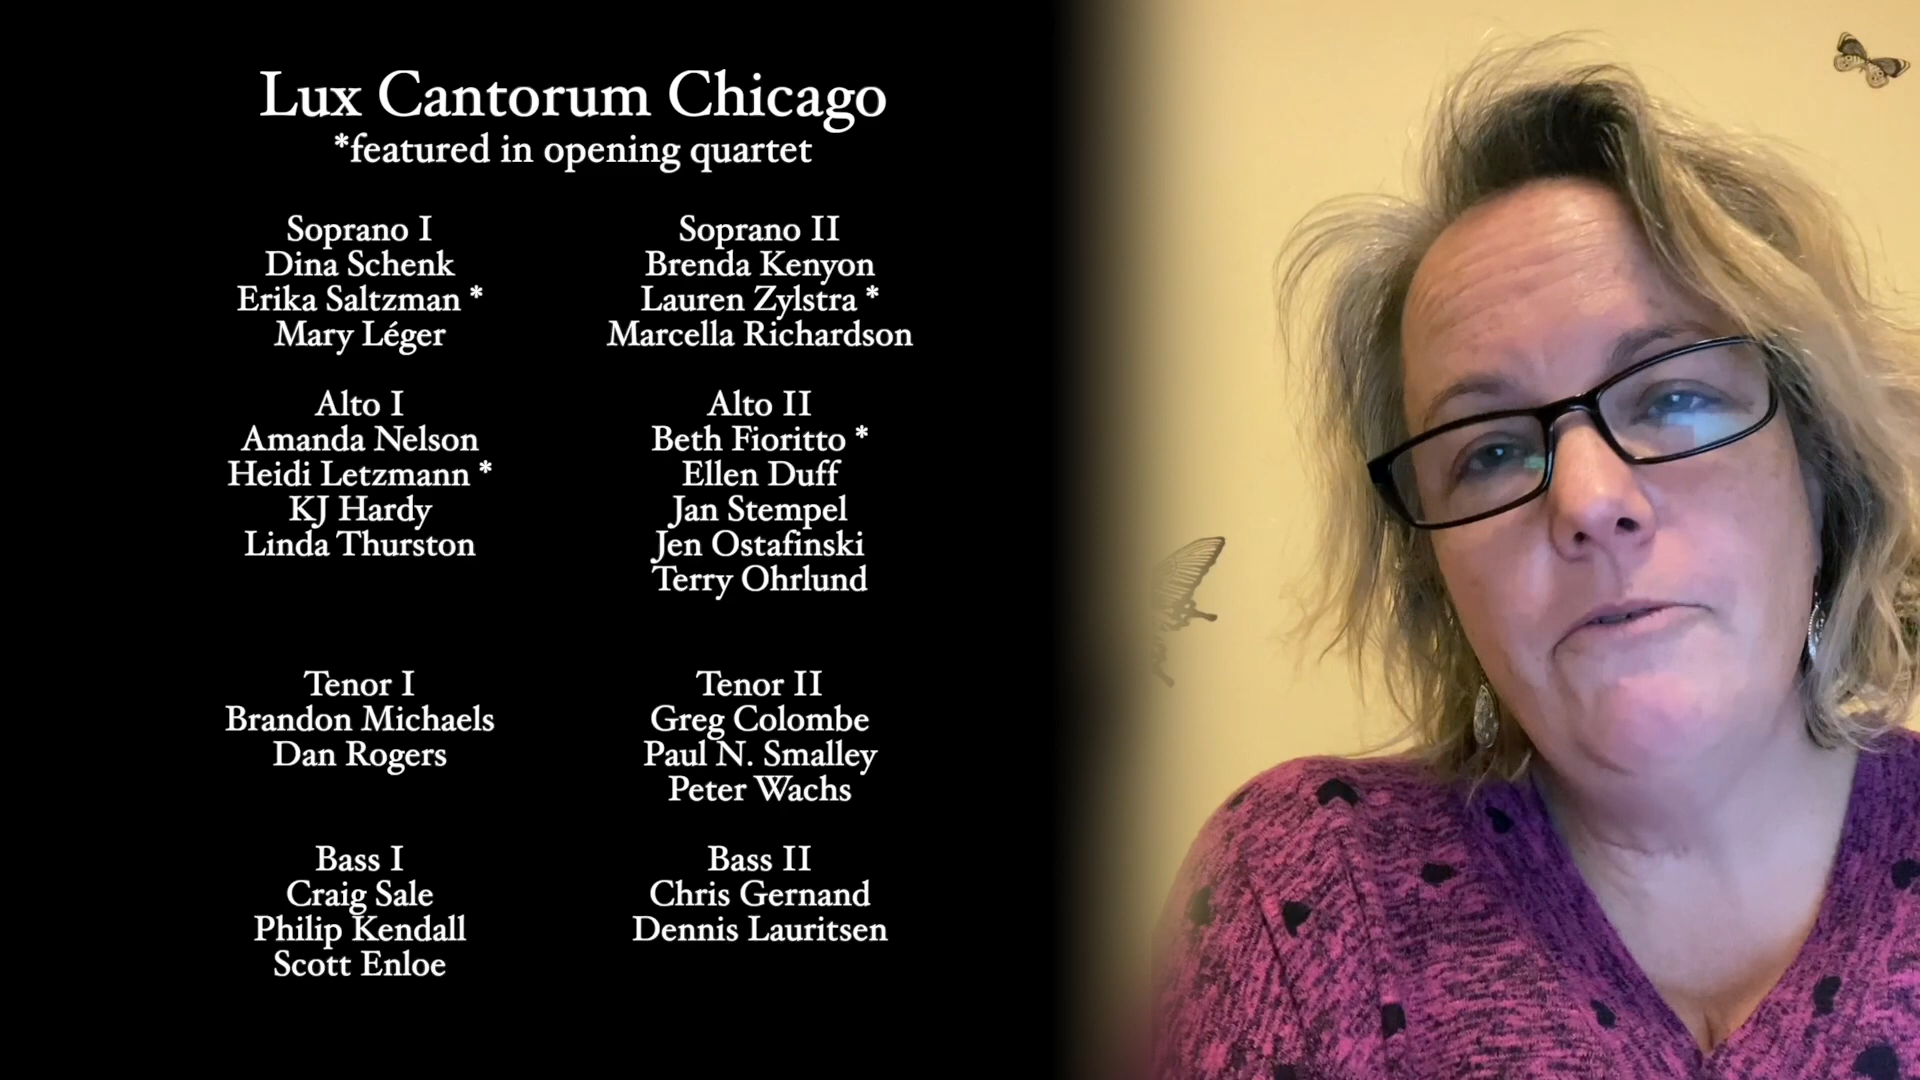 Lux Cantorum Chicago
*featured in opening quartet
Soprano I
Dina Schenk
Erika Saltzman *
Mary Léger
Soprano II
Brenda Kenyon
Lauren Zylstra *
Marcella Richardson
Alto I
Amanda Nelson
Heidi Letzmann *
KJ Hardy
Linda Thurston
Alto II
Beth Fioritto *
Ellen Duff
Jan Stempel
Jen Ostafinski
Terry Ohrlund
Tenor I
Brandon Michaels
Dan Rogers
Tenor II
Greg Colombe
Paul N. Smalley
Peter Wachs
Bass I
Craig Sale
Philip Kendall
Scott Enloe
Bass II
Chris Gernand
Dennis Lauritsen